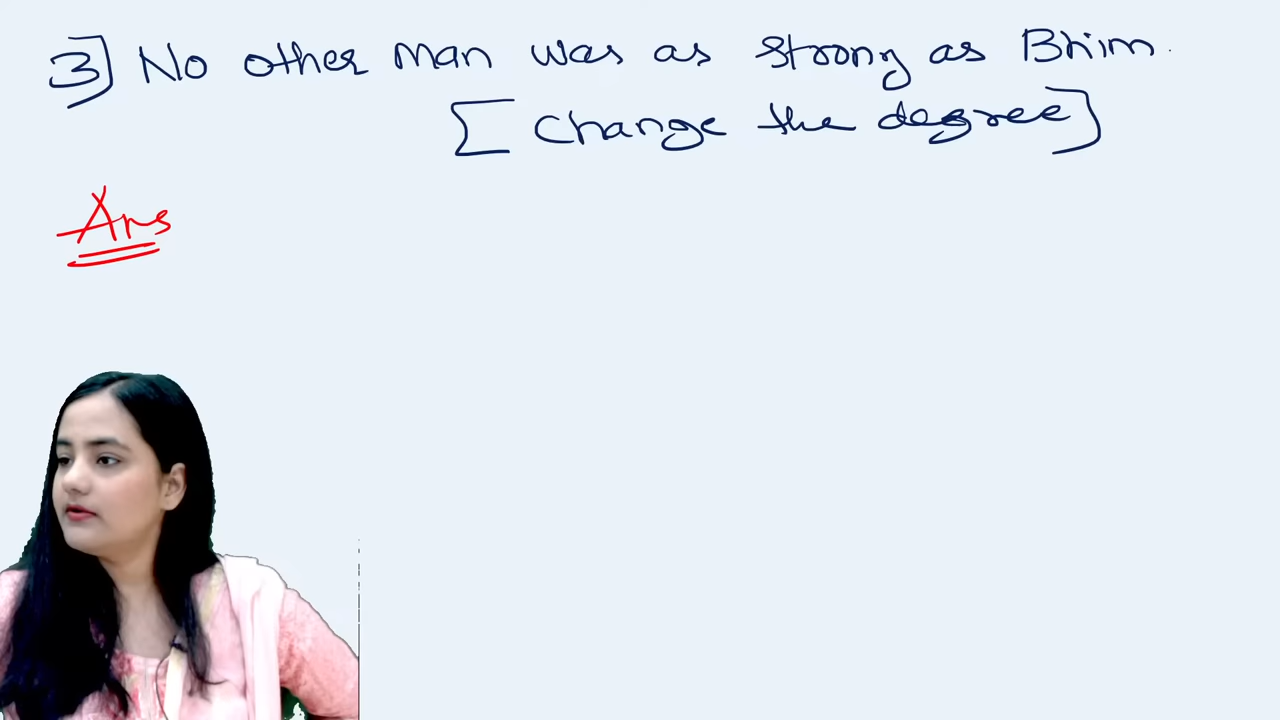 3] No other man was as strong as Bhim.
[Change the degree]
Ans